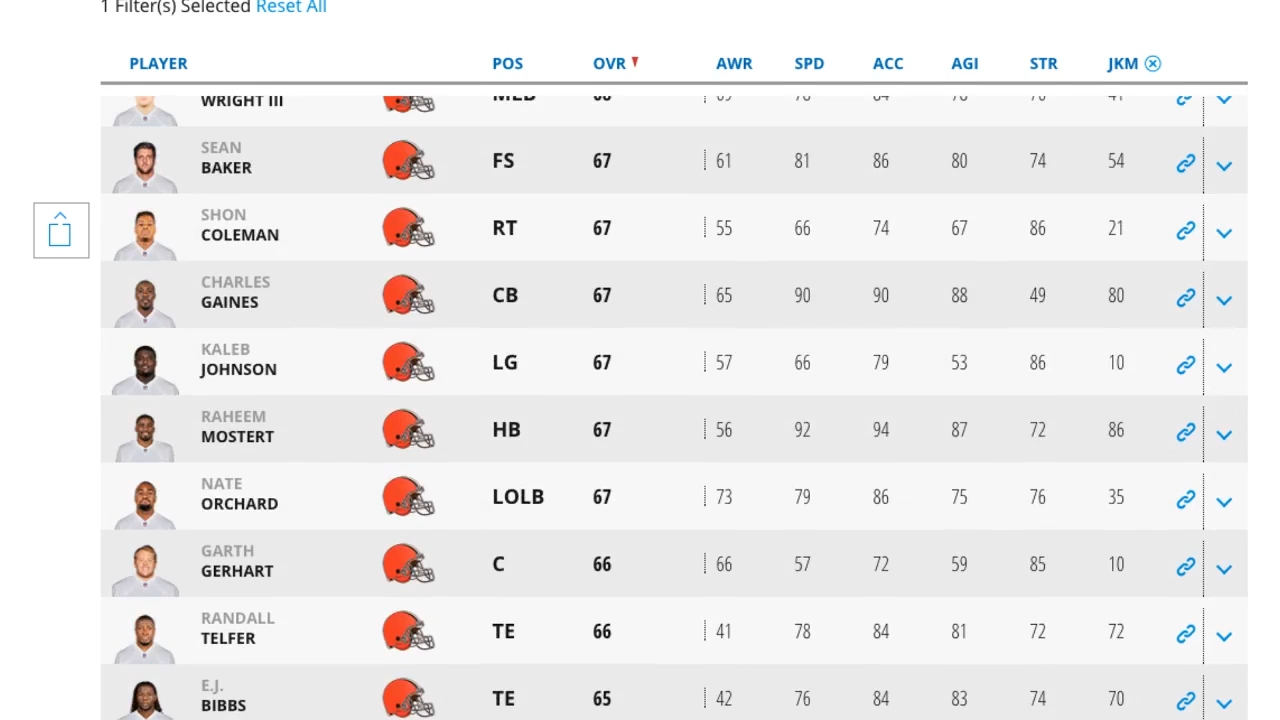 1 Filter(s) Selected Reset All
PLAYER POS OVR AWR SPD ACC AGI STR JKM
WRIGHT III
SEAN
BAKER FS 67 61 81 86 80 74 54
SHON
COLEMAN RT 67 55 66 74 67 86 21
CHARLES
GAINES CB 67 65 90 90 88 49 80
KALEB
JOHNSON LG 67 57 66 79 53 86 10
RAHEEM
MOSTERT HB 67 56 92 94 87 72 86
NATE
ORCHARD LOLB 67 73 79 86 75 76 35
GARTH
GERHART C 66 66 57 72 59 85 10
RANDALL
TELFER TE 66 41 78 84 81 72 72
E.J.
BIBBS TE 65 42 76 84 83 74 70